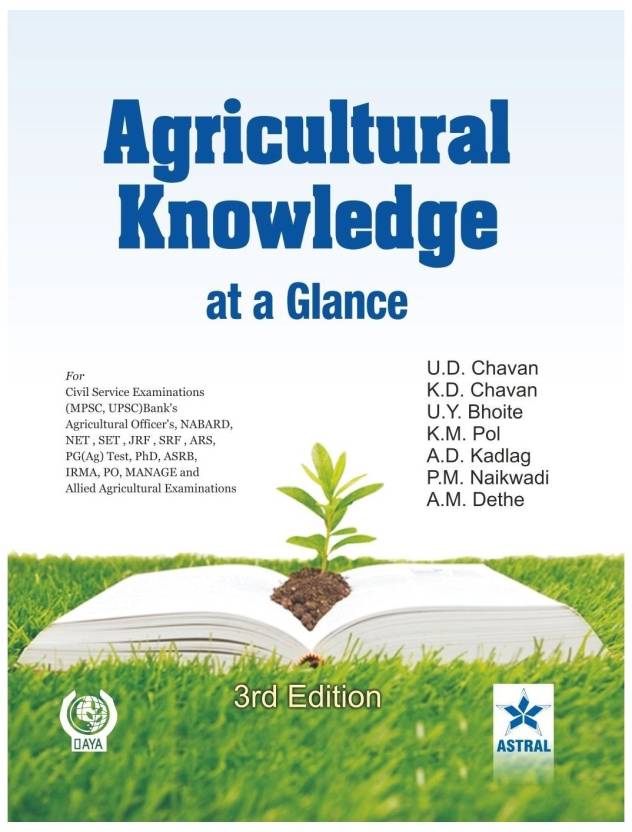 Agricultural
Knowledge
at a Glance
For
Civil Service Examinations
(MPSC, UPSC)Bank's
Agricultural Officer's, NABARD,
NET , SET , JRF , SRF , ARS,
PG(Ag) Test, PhD, ASRB,
IRMA, PO, MANAGE and
Allied Agricultural Examinations
U.D. Chavan
K.D. Chavan
U.Y. Bhoite
K.M. Pol
A.D. Kadlag
P.M. Naikwadi
A.M. Dethe
3rd Edition
DAYA
ASTRAL